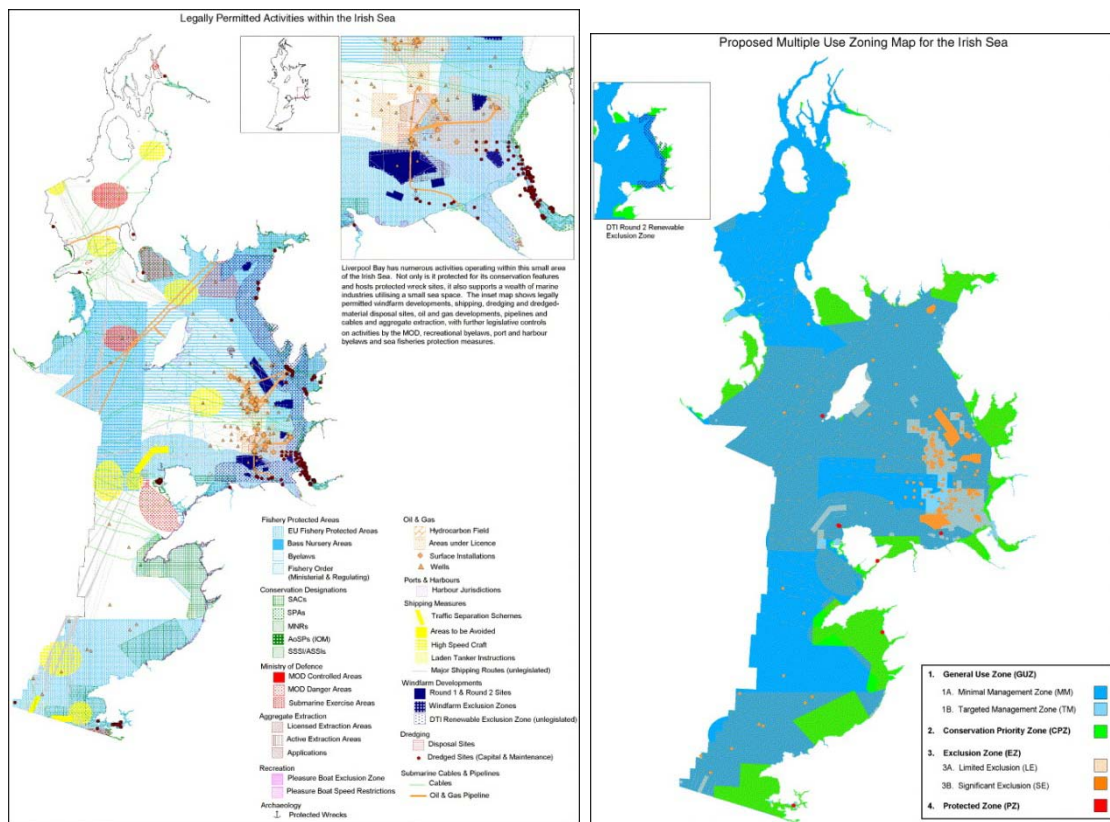 Legally Permitted Activities within the Irish Sea
Liverpool Bay has numerous activities operating within this small area
of the Irish Sea. Not only is it protected for its conservation features
and hosts protected wreck sites, it also supports a wealth of marine
industries utilising a small sea space. The inset map shows legally
permitted windfarm developments, shipping, dredging and dredged-
material disposal sites, oil and gas developments, pipelines and
cables and aggregate extraction, with further legislative controls
on activities by the MOD, recreational byelaws, port and harbour
byelaws and sea fisheries protection measures.
Fishery Protected Areas
EU Fishery Protected Areas
Bass Nursery Areas
Byelaws
Fishery Order
(Ministerial & Regulating)
Conservation Designations
SACs
SPAs
MNRs
AoSPs (IOM)
SSSI/ASSIs
Ministry of Defence
MOD Controlled Areas
MOD Danger Areas
Submarine Exercise Areas
Aggregate Extraction
Licensed Extraction Areas
Active Extraction Areas
Applications
Recreation
Pleasure Boat Exclusion Zone
Pleasure Boat Speed Restrictions
Archaeology
Protected Wrecks
Oil & Gas
Hydrocarbon Field
Areas under Licence
Surface Installations
Wells
Ports & Harbours
Harbour Jurisdictions
Shipping Measures
Traffic Separation Schemes
Areas to be Avoided
High Speed Craft
Laden Tanker Instructions
Major Shipping Routes (unlegislated)
Windfarm Developments
Round 1 & Round 2 Sites
Windfarm Exclusion Zones
DTI Renewable Exclusion Zone (unlegislated)
Dredging
Disposal Sites
Dredged Sites (Capital & Maintenance)
Submarine Cables & Pipelines
Cables
Oil & Gas Pipeline
Proposed Multiple Use Zoning Map for the Irish Sea
DTI Round 2 Renewable
Exclusion Zone
1. General Use Zone (GUZ)
1A. Minimal Management Zone (MM)
1B. Targeted Management Zone (TM)
2. Conservation Priority Zone (CPZ)
3. Exclusion Zone (EZ)
3A. Limited Exclusion (LE)
3B. Significant Exclusion (SE)
4. Protected Zone (PZ)